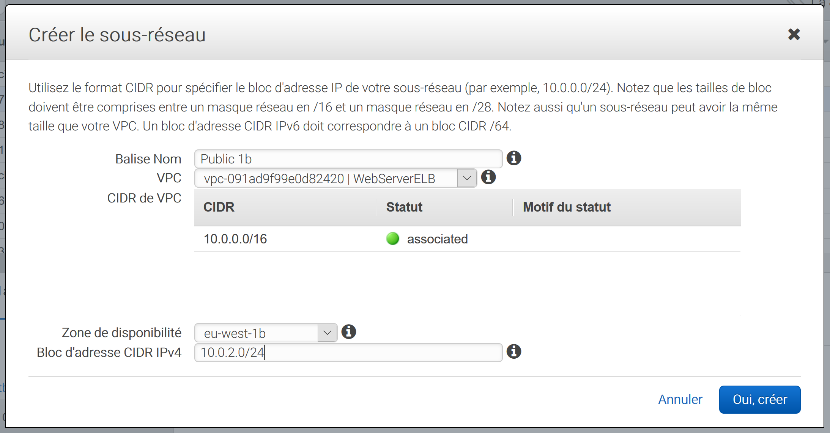 Créer le sous-réseau
Utilisez le format CIDR pour spécifier le bloc d'adresse IP de votre sous-réseau (par exemple, 10.0.0.0/24). Notez que les tailles de bloc
doivent être comprises entre un masque réseau en /16 et un masque réseau en /28. Notez aussi qu'un sous-réseau peut avoir la même
taille que votre VPC. Un bloc d'adresse CIDR IPv6 doit correspondre à un bloc CIDR /64.
Balise Nom Public 1b
VPC vpc-091ad9f99e0d82420 | WebServerELB
CIDR de VPC
CIDR Statut Motif du statut
10.0.0.0/16 associated
Zone de disponibilité eu-west-1b
Bloc d'adresse CIDR IPv4 10.0.2.0/24
Annuler Oui, créer